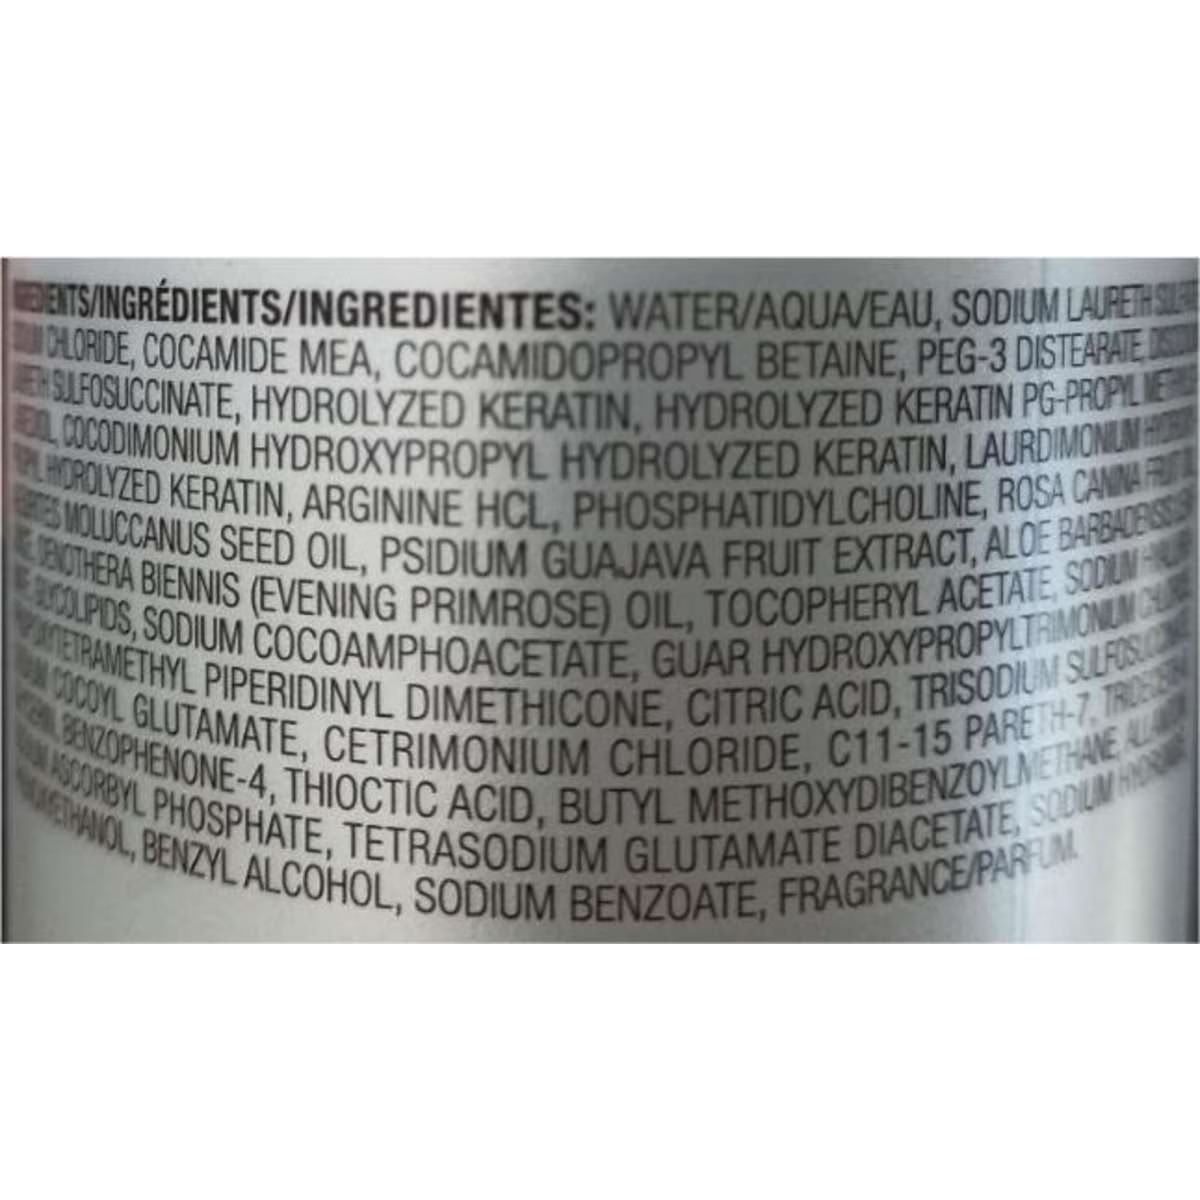 INGREDIENTS/INGRÉDIENTS/INGREDIENTES: WATER/AQUA/EAU, SODIUM LAURETH
CHLORIDE, COCAMIDE MEA, COCAMIDOPROPYL BETAINE, PEG-3 DISTEARATE,
SULFOSUCCINATE, HYDROLYZED KERATIN, HYDROLYZED KERATIN PG-PROPYL
COCODIMONIUM HYDROXYPROPYL HYDROLYZED KERATIN, LAURDIMONIUM
HYDROLYZED KERATIN, ARGININE HCL, PHOSPHATIDYLCHOLINE, ROSA CANINA FRUIT
MOLUCCANUS SEED OIL, PSIDIUM GUAJAVA FRUIT EXTRACT, ALOE BARBADENSIS
OENOTHERA BIENNIS (EVENING PRIMROSE) OIL, TOCOPHERYL ACETATE, SODIUM
GLYCOLIPIDS, SODIUM COCOAMPHOACETATE, GUAR HYDROXYPROPYLTRIMONIUM
PIPERIDINYL DIMETHICONE, CITRIC ACID, TRISODIUM
COCOYL GLUTAMATE, CETRIMONIUM CHLORIDE, C11-15 PARETH-7,
BENZOPHENONE-4, THIOCTIC ACID, BUTYL METHOXYDIBENZOYLMETHANE,
ASCORBYL PHOSPHATE, TETRASODIUM GLUTAMATE DIACETATE, SODIUM
BENZYL ALCOHOL, SODIUM BENZOATE, FRAGRANCE/PARFUM.